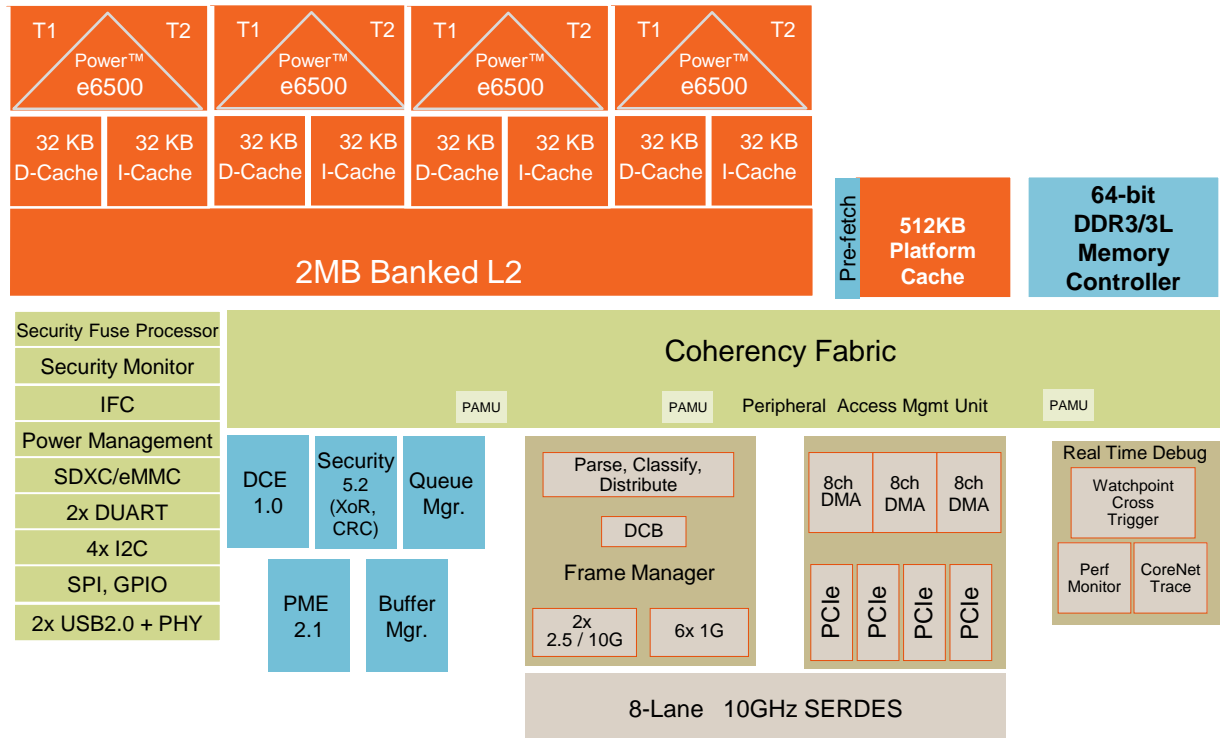 T1 T2
Power™
e6500
T1 T2
Power™
e6500
T1 T2
Power™
e6500
T1 T2
Power™
e6500
32 KB
D-Cache
32 KB
I-Cache
32 KB
D-Cache
32 KB
I-Cache
32 KB
D-Cache
32 KB
I-Cache
32 KB
D-Cache
32 KB
I-Cache
2MB Banked L2
Pre-fetch
512KB
Platform
Cache
64-bit
DDR3/3L
Memory
Controller
Security Fuse Processor
Security Monitor
IFC
Power Management
SDXC/eMMC
2x DUART
4x I2C
SPI, GPIO
2x USB2.0 + PHY
Coherency Fabric
PAMU
PAMU
Peripheral Access Mgmt Unit
PAMU
DCE
1.0
Security
5.2
(XoR,
CRC)
Queue
Mgr.
PME
2.1
Buffer
Mgr.
Parse, Classify,
Distribute
DCB
Frame Manager
2x
2.5 / 10G
6x 1G
8ch
DMA
8ch
DMA
8ch
DMA
PCIe
PCIe
PCIe
PCIe
Real Time Debug
Watchpoint
Cross
Trigger
Perf
Monitor
CoreNet
Trace
8-Lane 10GHz SERDES